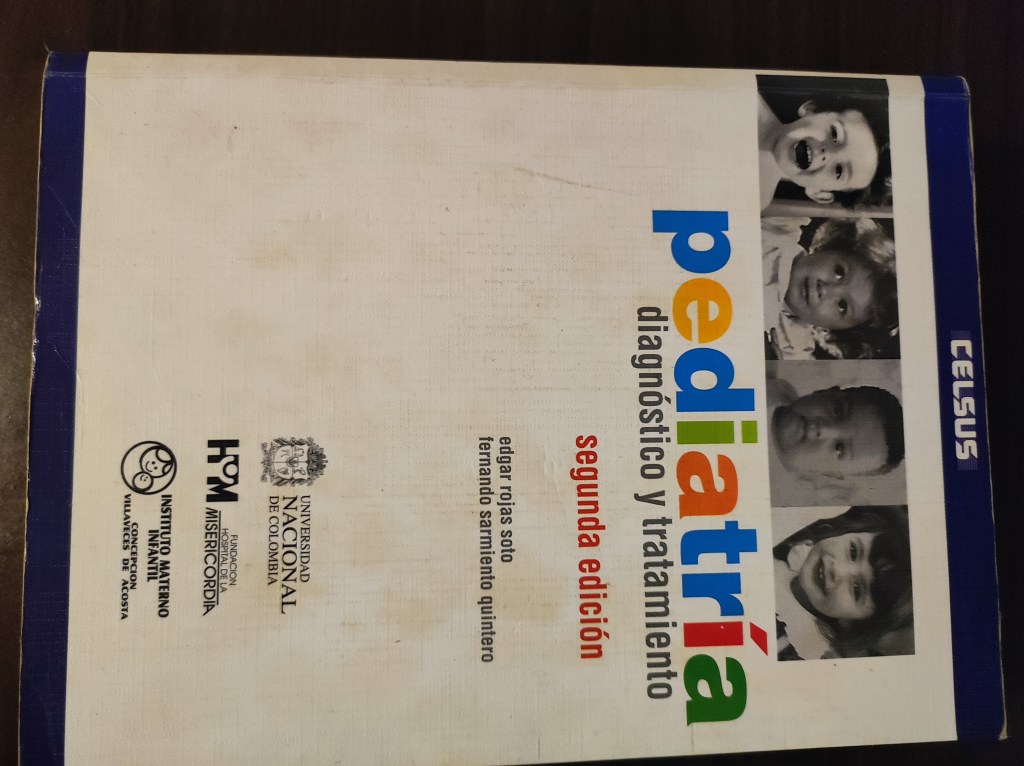 CELSUS
pediatría
diagnóstico y tratamiento
segunda edición
edgar rojas soto
fernando sarmiento quintero
UNIVERSIDAD
NACIONAL
DE COLOMBIA
HOM
FUNDACION
HOSPITAL DE LA
MISERICORDIA
INSTITUTO MATERNO
INFANTIL
CONCEPCION
VILLAVECES DE ACOSTA